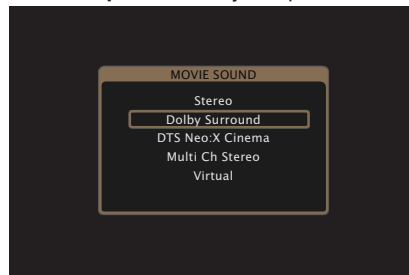 MOVIE SOUND
Stereo
Dolby Surround
DTS Neo:X Cinema
Multi Ch Stereo
Virtual